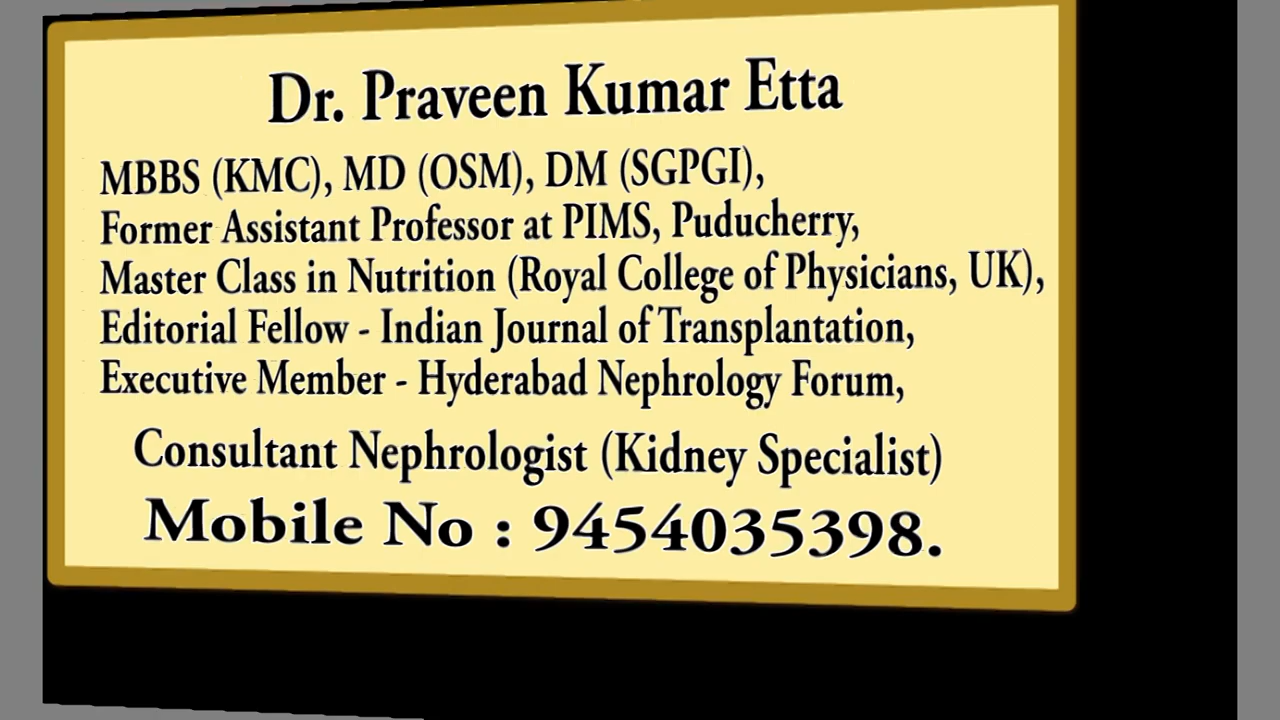 Dr. Praveen Kumar Etta
MBBS (KMC), MD (OSM), DM (SGPGI),
Former Assistant Professor at PIMS, Puducherry,
Master Class in Nutrition (Royal College of Physicians, UK),
Editorial Fellow - Indian Journal of Transplantation,
Executive Member - Hyderabad Nephrology Forum,
Consultant Nephrologist (Kidney Specialist)
Mobile No : 9454035398.